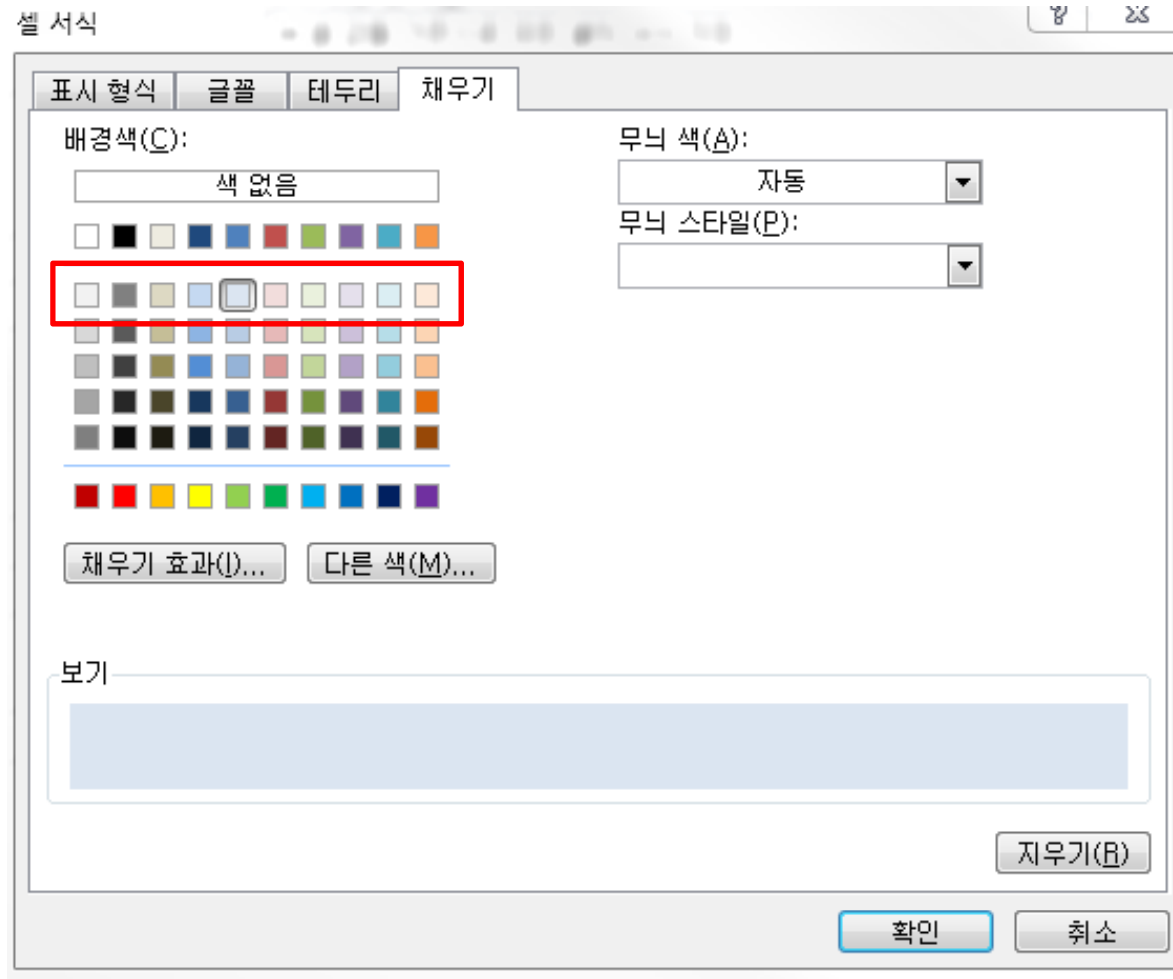 셀 서식
표시 형식 글꼴 테두리 채우기
배경색(C):
색 없음
무늬 색(A):
자동
무늬 스타일(P):
채우기 효과(I)...
다른 색(M)...
보기
지우기(R)
확인
취소